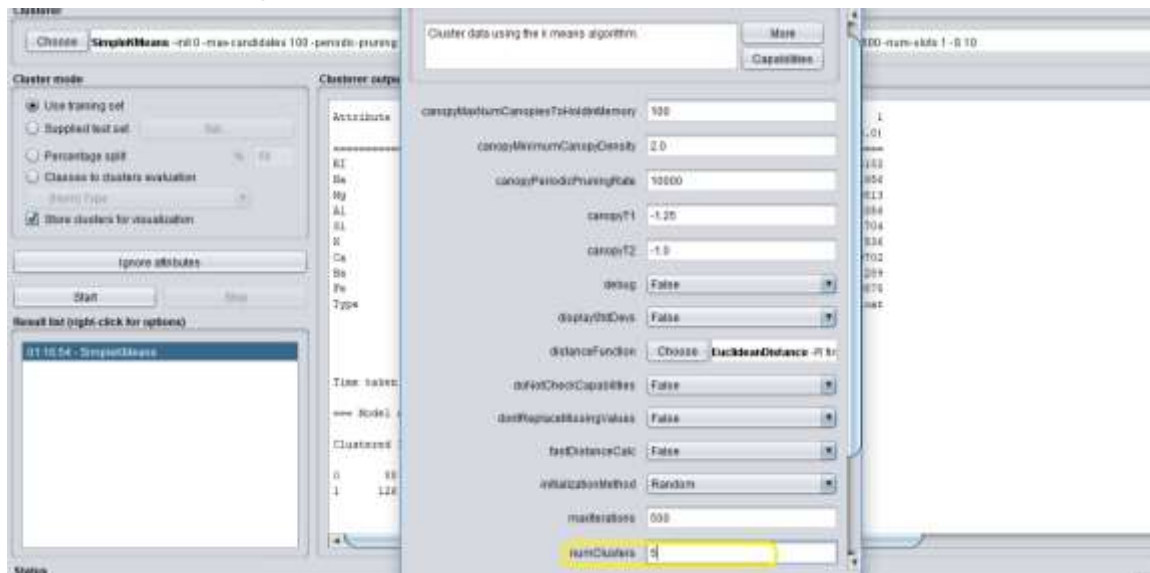 Clusterer
Choose SimpleKMeans -init 0 -max-candidates 100 -periodic-pruning
-num-slots 1 -S 10
Cluster mode
Use training set
Supplied test set Set...
Percentage split %
Classes to clusters evaluation
(Nom) Type
Store clusters for visualization
Ignore attributes
Start Stop
Result list (right-click for options)
01:16:54 - SimpleKMeans
Status
Clusterer output
Attribute
RI
Na
Mg
Al
Si
K
Ca
Ba
Fe
Type
Time taken
=== Model
Clustered
0
1
Cluster data using the k means algorithm.
More
Capabilities
canopyMaxNumCanopiesToHoldInMemory 100
canopyMinimumCanopyDensity 2.0
canopyPeriodicPruningRate 10000
canopyT1 -1.25
canopyT2 -1.0
debug False
displayStdDevs False
distanceFunction Choose EuclideanDistance -R fir
doNotCheckCapabilities False
dontReplaceMissingValues False
fastDistanceCalc False
initializationMethod Random
maxIterations 500
numClusters 5